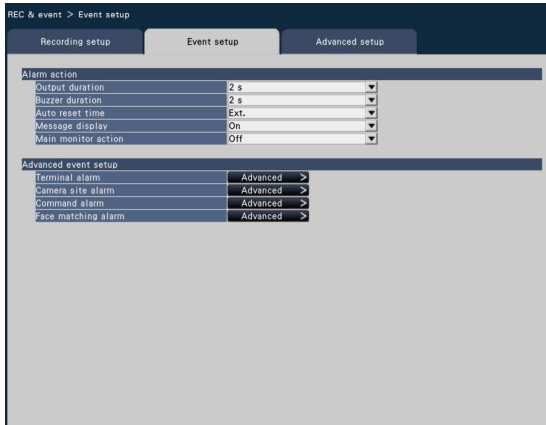 REC & event > Event setup
Recording setup Event setup Advanced setup
Alarm action
Output duration 2 s
Buzzer duration 2 s
Auto reset time Ext.
Message display On
Main monitor action Off
Advanced event setup
Terminal alarm Advanced >
Camera site alarm Advanced >
Command alarm Advanced >
Face matching alarm Advanced >